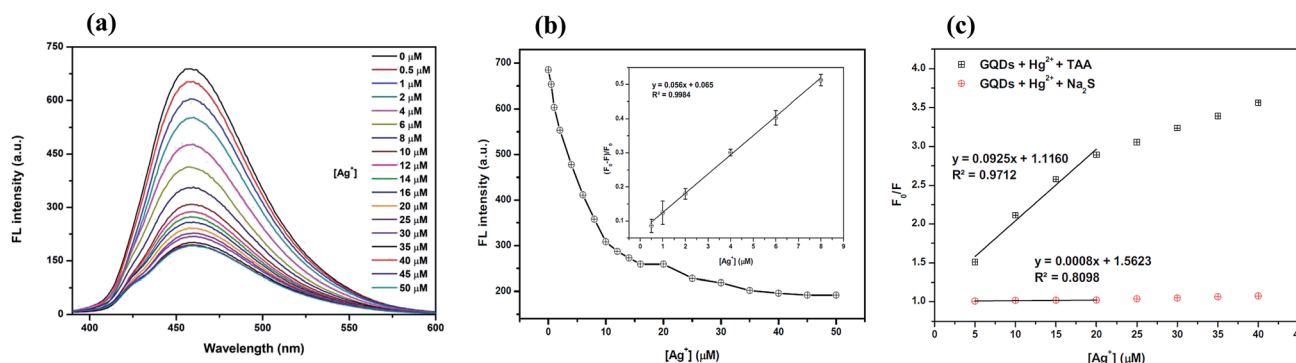 (a)
750
600
450
300
150
0
FL intensity (a.u.)
400
450
500
550
600
Wavelength (nm)
[Ag⁺]
0 μM
0.5 μM
1 μM
2 μM
4 μM
6 μM
8 μM
10 μM
12 μM
14 μM
16 μM
20 μM
25 μM
30 μM
35 μM
40 μM
45 μM
50 μM
(b)
700
600
500
400
300
200
FL intensity (a.u.)
0
10
20
30
40
50
[Ag⁺] (μM)
y = 0.056x + 0.065
R² = 0.9984
0.5
0.4
0.3
0.2
0.1
(F₀-F)/F₀
0 1 2 3 4 5 6 7 8 9
[Ag⁺] (μM)
(c)
GQDs + Hg²⁺ + TAA
GQDs + Hg²⁺ + Na₂S
4.0
3.5
3.0
2.5
2.0
1.5
1.0
F₀/F
y = 0.0925x + 1.1160
R² = 0.9712
y = 0.0008x + 1.5623
R² = 0.8098
0 5 10 15 20 25 30 35 40 45
[Ag⁺] (μM)